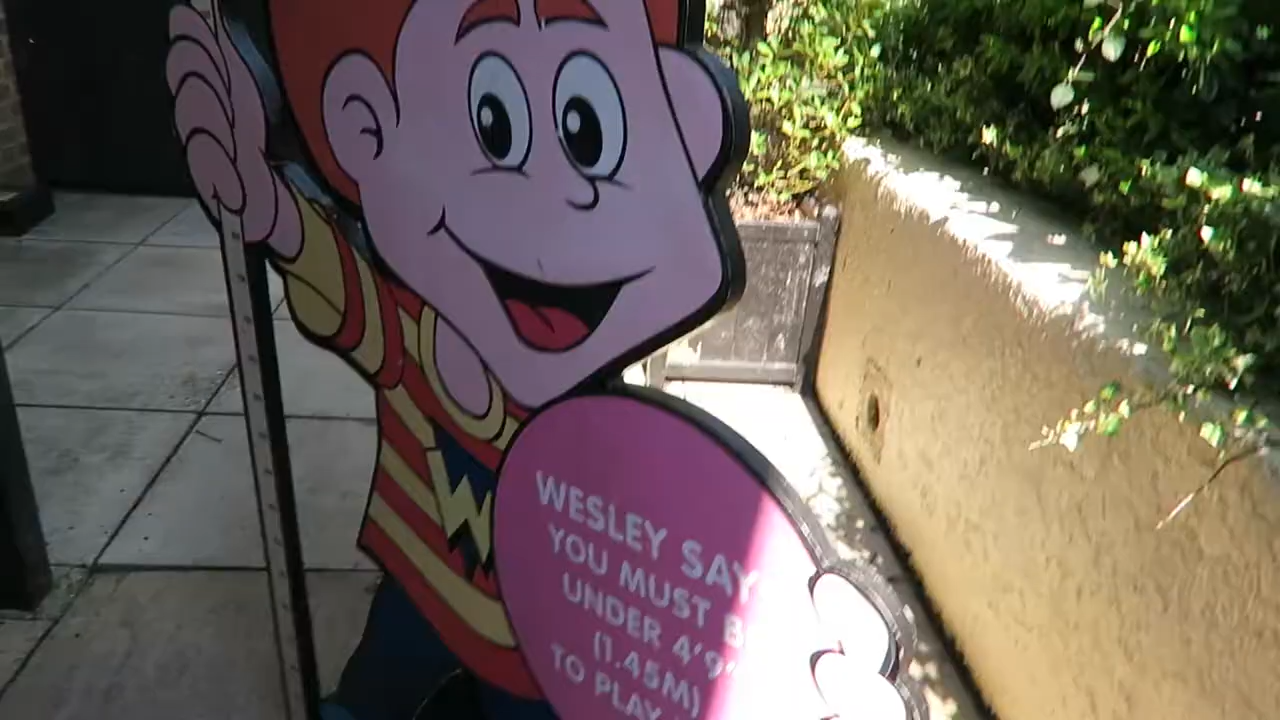 W
WESLEY SAY
YOU MUST B
UNDER 4'9"
(1.45M)
TO PLAY